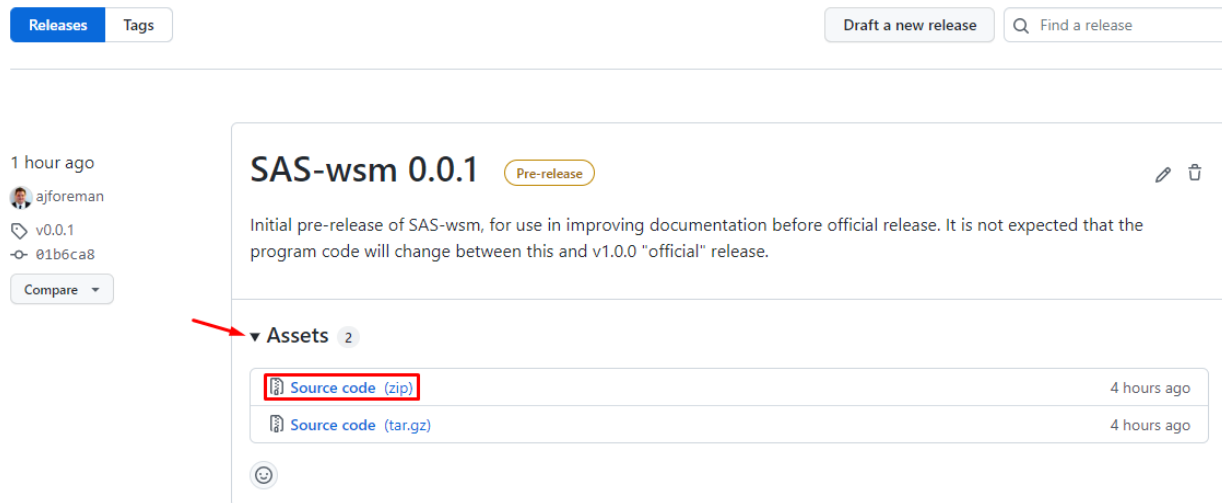 Releases Tags Draft a new release Find a release
1 hour ago
ajforeman
v0.0.1
01b6ca8
Compare
SAS-wsm 0.0.1 Pre-release
Initial pre-release of SAS-wsm, for use in improving documentation before official release. It is not expected that the
program code will change between this and v1.0.0 "official" release.
Assets 2
Source code (zip) 4 hours ago
Source code (tar.gz) 4 hours ago